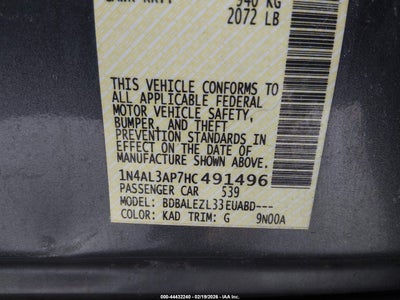 940 KG
2072 LB
THIS VEHICLE CONFORMS TO
ALL APPLICABLE FEDERAL
MOTOR VEHICLE SAFETY,
BUMPER, AND THEFT
PREVENTION STANDARDS IN
EFFECT ON THE DATE OF
MANUFACTURE SHOWN ABOVE.
1N4AL3AP7HC491496
PASSENGER CAR 539
MODEL: BDBALEZL33EUABD---
COLOR: KAD TRIM: G 9N00A
000-44432240 - 02/19/2026 - IAAI.com